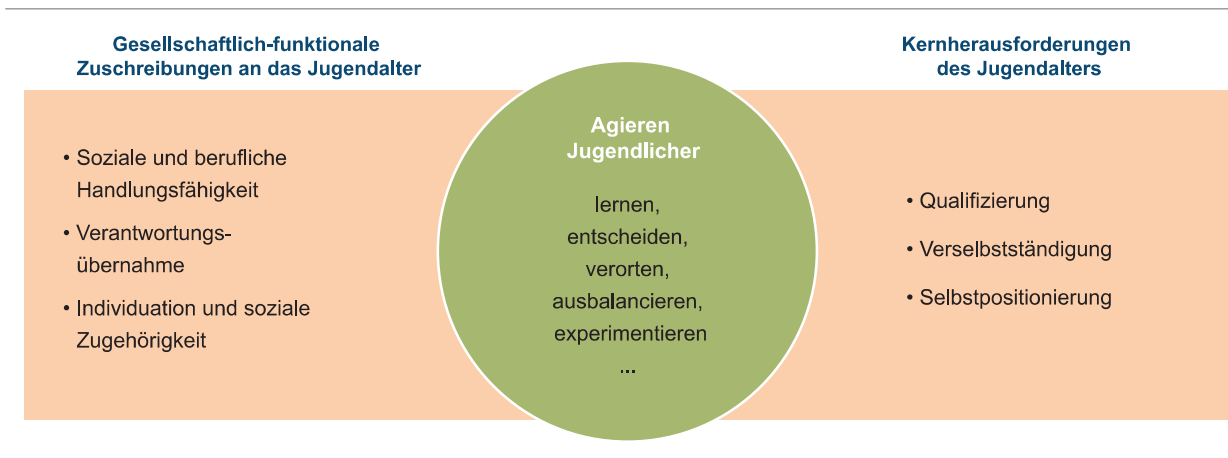 Gesellschaftlich-funktionale
Zuschreibungen an das Jugendalter
• Soziale und berufliche
Handlungsfähigkeit
• Verantwortungs-
übernahme
• Individuation und soziale
Zugehörigkeit
Agieren
Jugendlicher
lernen,
entscheiden,
verorten,
ausbalancieren,
experimentieren
...
Kernherausforderungen
des Jugendalters
• Qualifizierung
• Verselbstständigung
• Selbstpositionierung